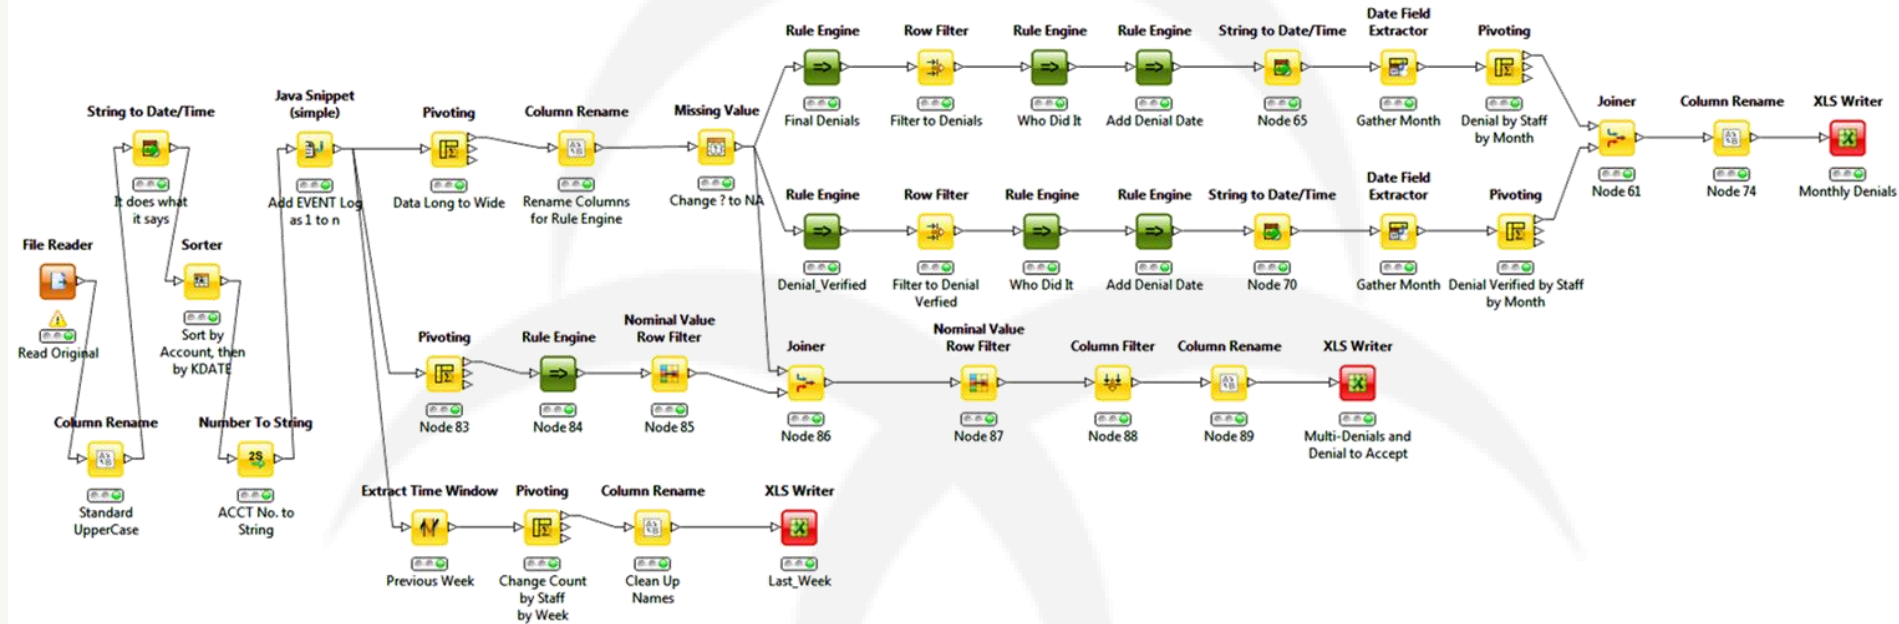 File Reader
Read Original
Column Rename
Standard
UpperCase
String to Date/Time
It does what
it says
Sorter
Sort by
Account, then
by KDATE
Number To String
2S
ACCT No. to
String
Java Snippet
(simple)
Add EVENT Log
as 1 to n
Pivoting
Data Long to Wide
Column Rename
Rename Columns
for Rule Engine
Missing Value
Change ? to NA
Rule Engine
Final Denials
Row Filter
Filter to Denials
Rule Engine
Who Did It
Rule Engine
Add Denial Date
String to Date/Time
Node 65
Date Field
Extractor
Gather Month
Pivoting
Denial by Staff
by Month
Rule Engine
Denial_Verified
Row Filter
Filter to Denial
Verfied
Rule Engine
Who Did It
Rule Engine
Add Denial Date
String to Date/Time
Node 70
Date Field
Extractor
Gather Month
Pivoting
Denial Verified by Staff
by Month
Joiner
Node 61
Column Rename
Node 74
XLS Writer
Monthly Denials
Pivoting
Node 83
Rule Engine
Node 84
Nominal Value
Row Filter
Node 85
Joiner
Node 86
Nominal Value
Row Filter
Node 87
Column Filter
Node 88
Column Rename
Node 89
XLS Writer
Multi-Denials and
Denial to Accept
Extract Time Window
Previous Week
Pivoting
Change Count
by Staff
by Week
Column Rename
Clean Up
Names
XLS Writer
Last_Week